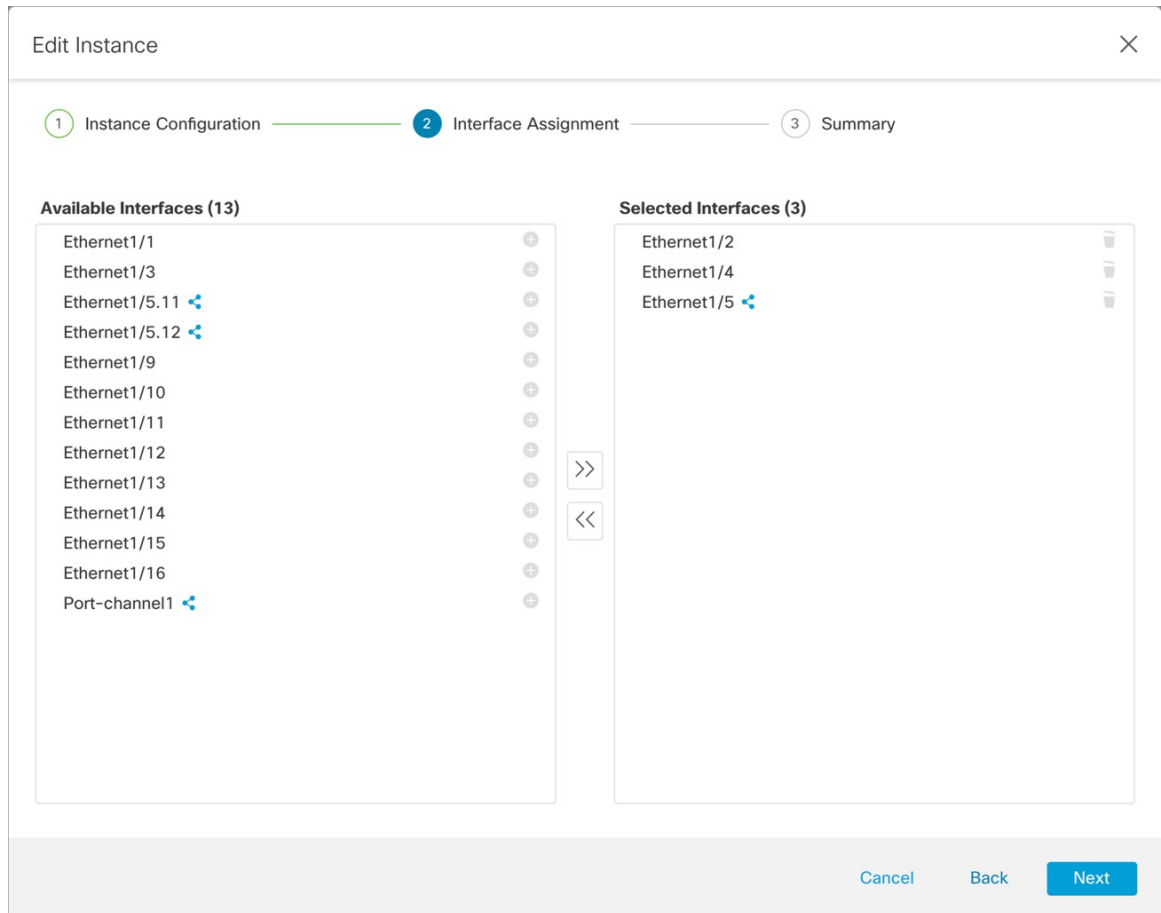 Edit Instance
1 Instance Configuration 2 Interface Assignment 3 Summary
Available Interfaces (13)
Ethernet1/1
Ethernet1/3
Ethernet1/5.11
Ethernet1/5.12
Ethernet1/9
Ethernet1/10
Ethernet1/11
Ethernet1/12
Ethernet1/13
Ethernet1/14
Ethernet1/15
Ethernet1/16
Port-channel1
Selected Interfaces (3)
Ethernet1/2
Ethernet1/4
Ethernet1/5
Cancel Back Next